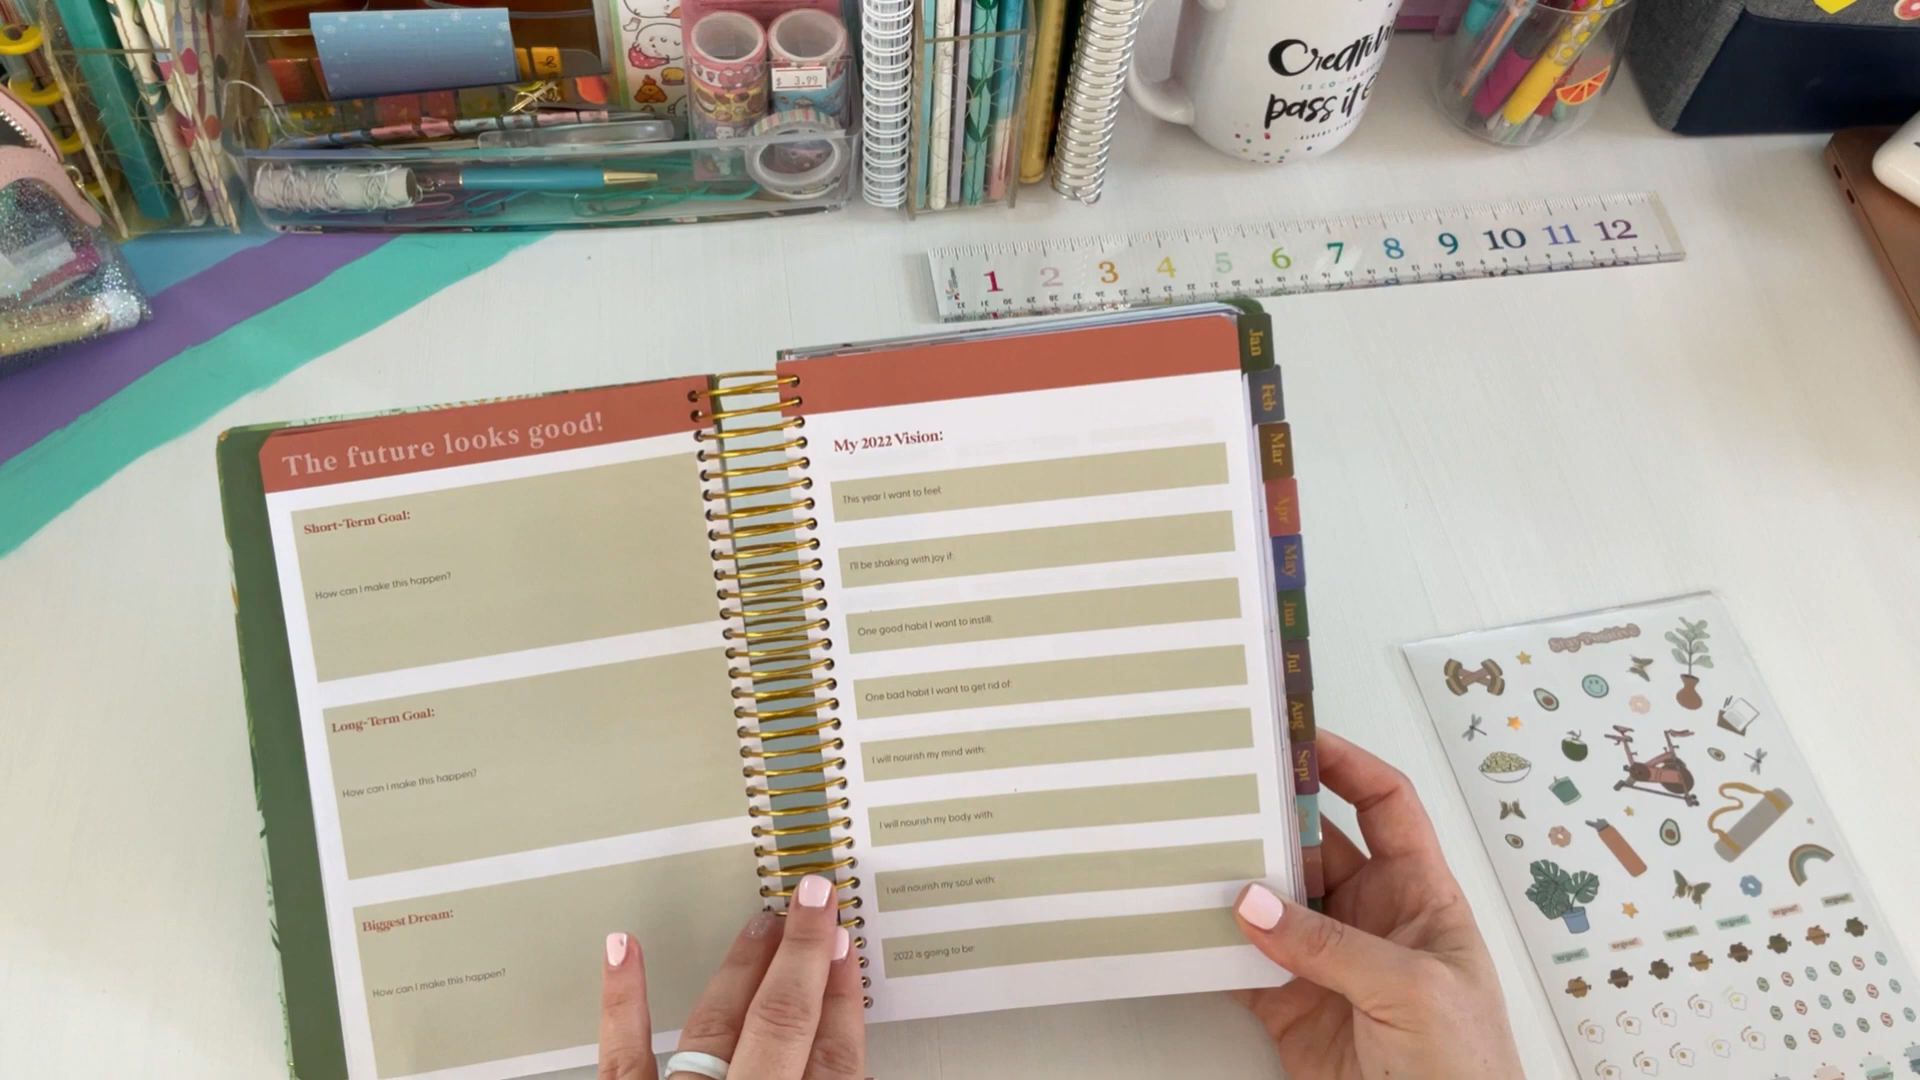 $ 3.99
Creativity
pass it
1 2 3 4 5 6 7 8 9 10 11 12
The future looks good!
Short-Term Goal:
How can I make this happen?
Long-Term Goal:
How can I make this happen?
Biggest Dream:
How can I make this happen?
My 2022 Vision:
This year I want to feel:
I'll be shaking with joy if:
One good habit I want to instill:
One bad habit I want to get rid of:
I will nourish my mind with:
I will nourish my body with:
I will nourish my soul with:
2022 is going to be:
Jan
Feb
Mar
Apr
May
Jun
Jul
Aug
Sept
Stay Positive